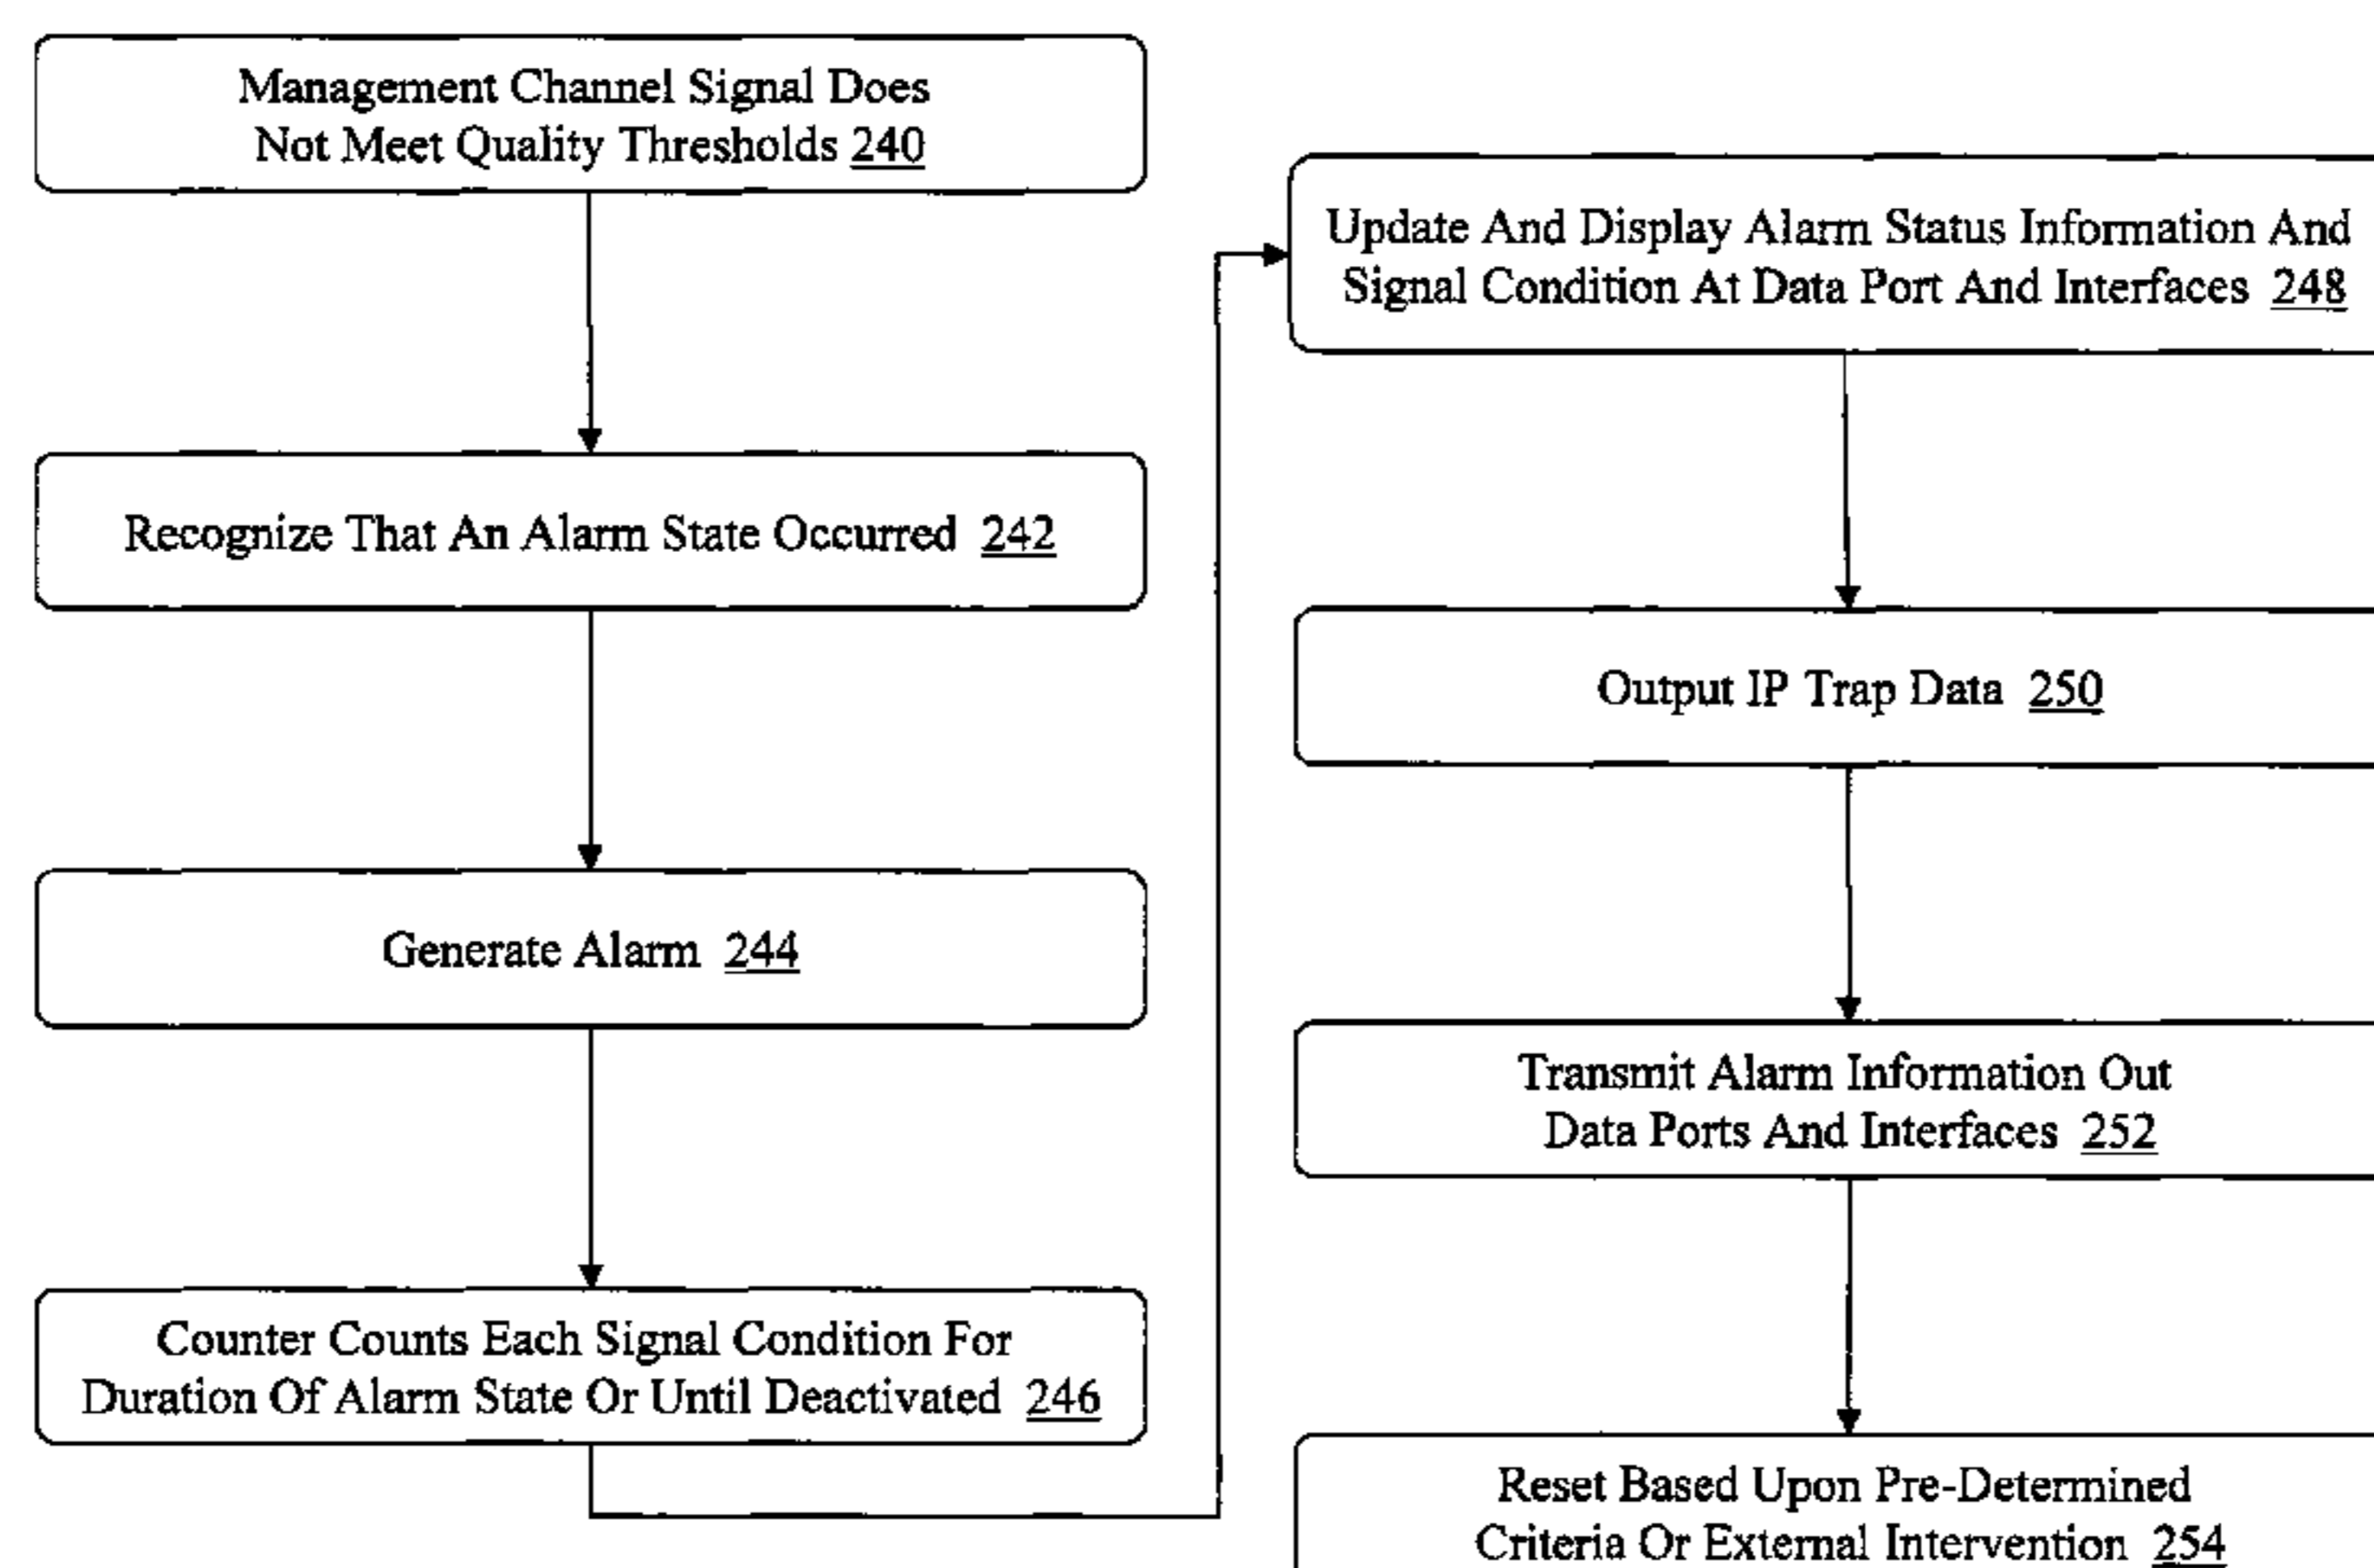 Management Channel Signal Does
Not Meet Quality Thresholds 240
Recognize That An Alarm State Occurred 242
Generate Alarm 244
Counter Counts Each Signal Condition For
Duration Of Alarm State Or Until Deactivated 246
Update And Display Alarm Status Information And
Signal Condition At Data Port And Interfaces 248
Output IP Trap Data 250
Transmit Alarm Information Out
Data Ports And Interfaces 252
Reset Based Upon Pre-Determined
Criteria Or External Intervention 254